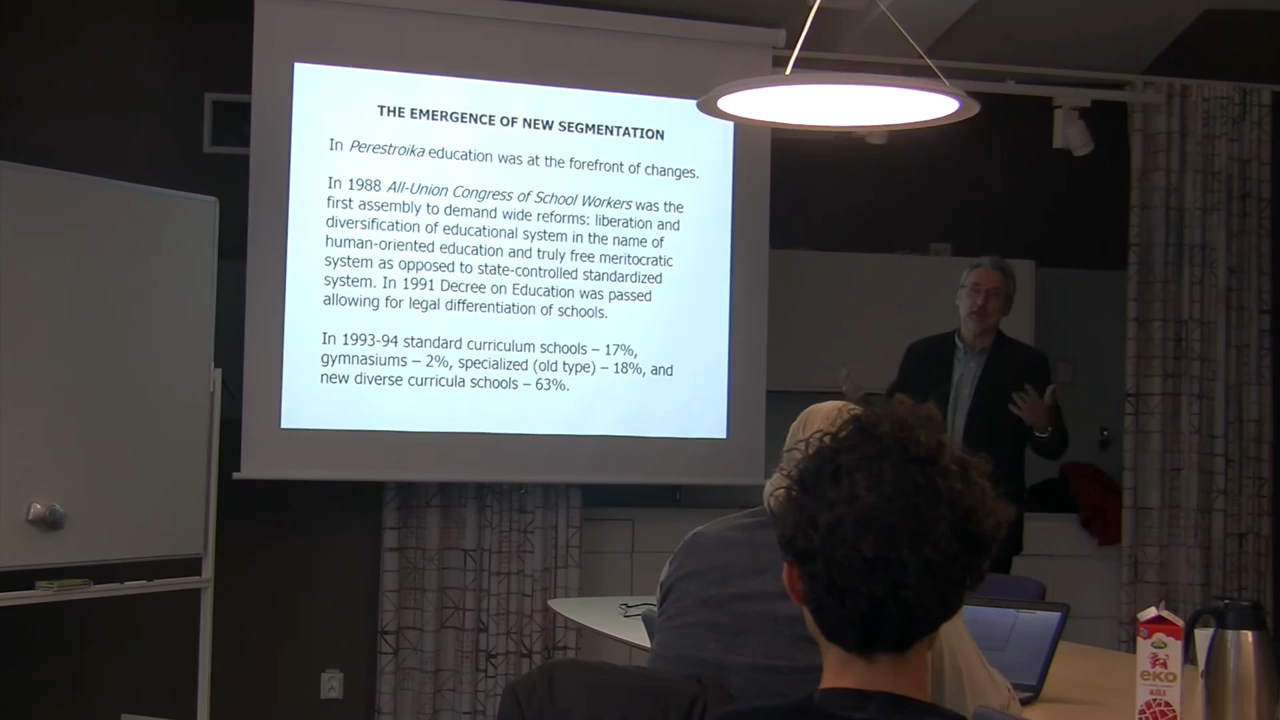 THE EMERGENCE OF NEW SEGMENTATION
In Perestroika education was at the forefront of changes.
In 1988 All-Union Congress of School Workers was the
first assembly to demand wide reforms: liberation and
diversification of educational system in the name of
human-oriented education and truly free meritocratic
system as opposed to state-controlled standardized
system. In 1991 Decree on Education was passed
allowing for legal differentiation of schools.
In 1993-94 standard curriculum schools – 17%,
gymnasiums – 2%, specialized (old type) – 18%, and
new diverse curricula schools – 63%.
eko